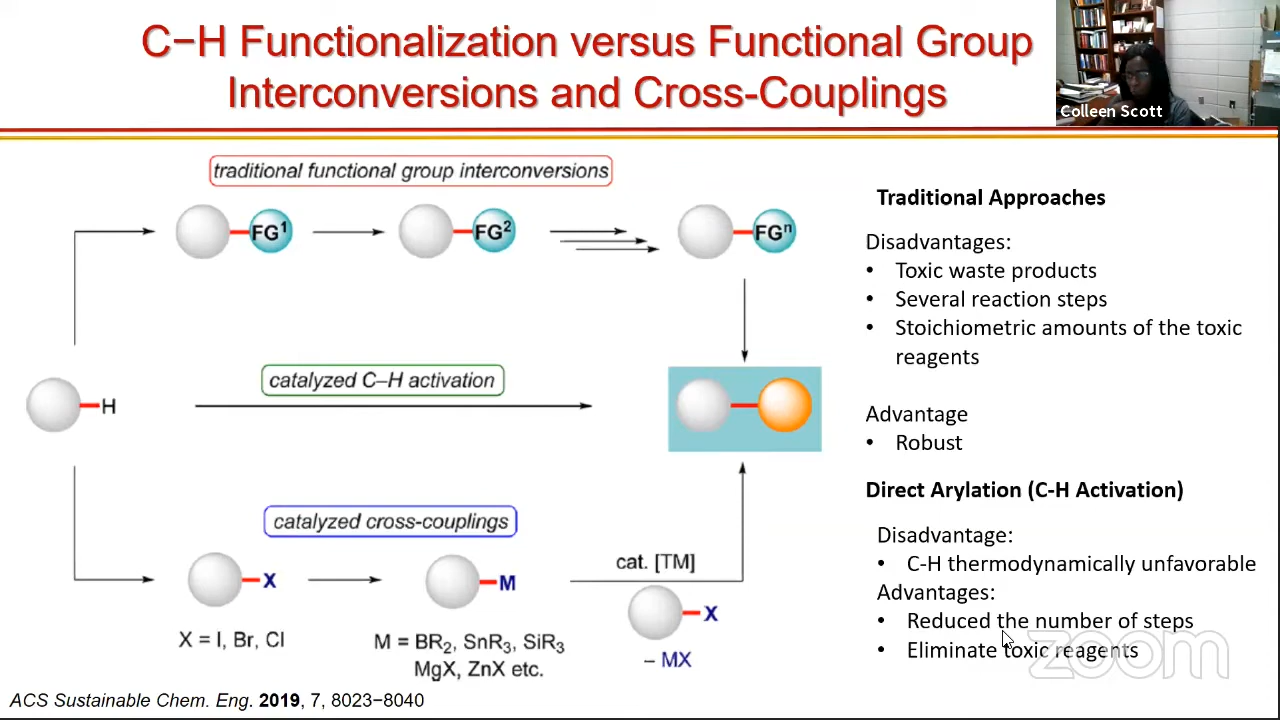 C−H Functionalization versus Functional Group
Interconversions and Cross-Couplings
Colleen Scott
traditional functional group interconversions
FG¹
FG²
FGⁿ
catalyzed C–H activation
H
catalyzed cross-couplings
X
M
cat. [TM]
X
– MX
X = I, Br, Cl
M = BR₂, SnR₃, SiR₃
MgX, ZnX etc.
Traditional Approaches
Disadvantages:
• Toxic waste products
• Several reaction steps
• Stoichiometric amounts of the toxic
reagents
Advantage
• Robust
Direct Arylation (C-H Activation)
Disadvantage:
• C-H thermodynamically unfavorable
Advantages:
• Reduced the number of steps
• Eliminate toxic reagents
zoom
ACS Sustainable Chem. Eng. 2019, 7, 8023−8040